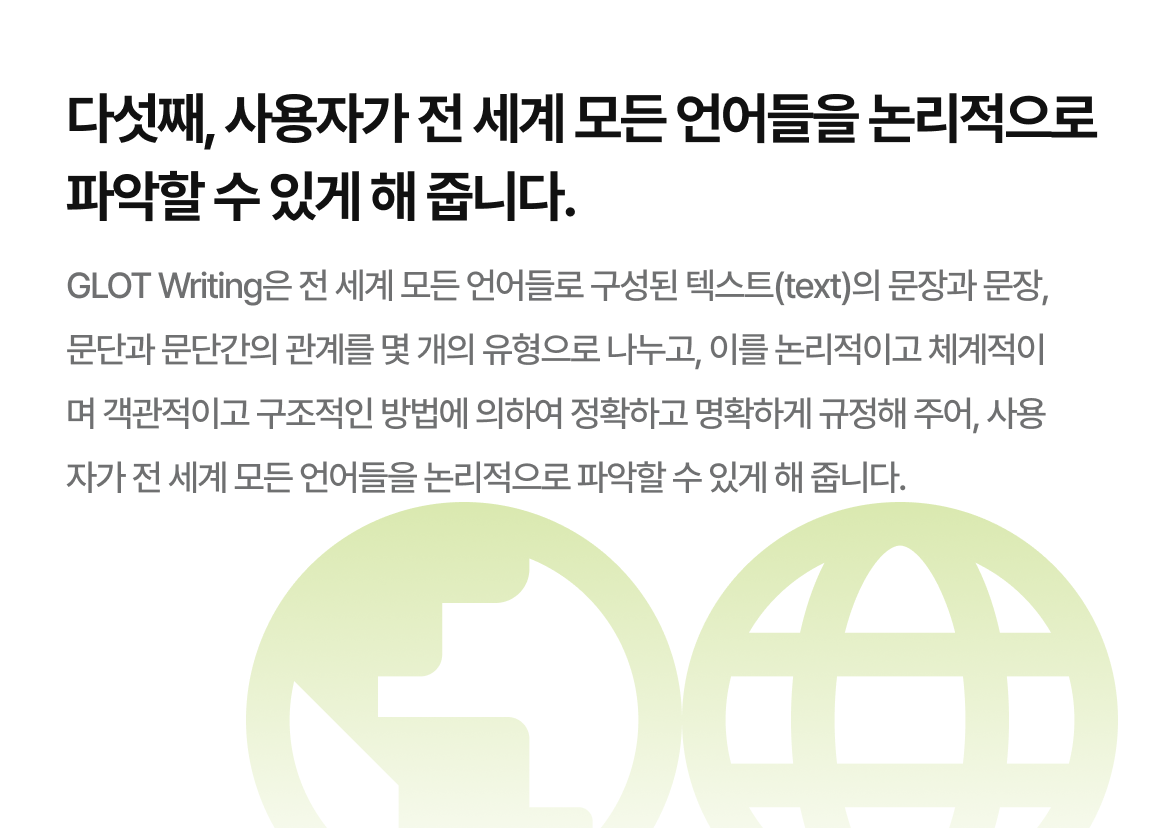 다섯째, 사용자가 전 세계 모든 언어들을 논리적으로
파악할 수 있게 해 줍니다.
GLOT Writing은 전 세계 모든 언어들로 구성된 텍스트(text)의 문장과 문장,
문단과 문단간의 관계를 몇 개의 유형으로 나누고, 이를 논리적이고 체계적이
며 객관적이고 구조적인 방법에 의하여 정확하고 명확하게 규정해 주어, 사용
자가 전 세계 모든 언어들을 논리적으로 파악할 수 있게 해 줍니다.